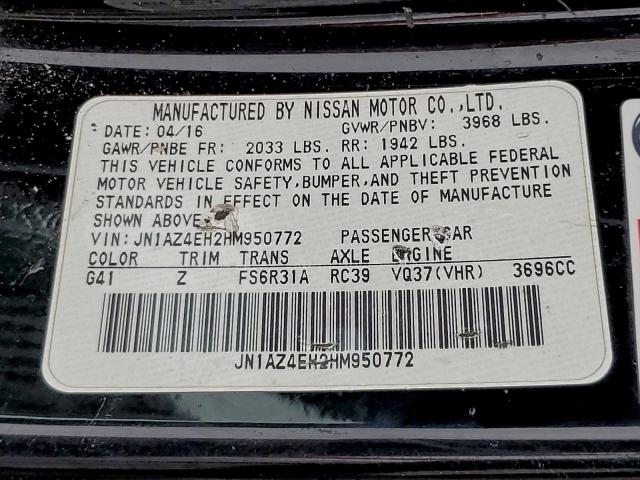 MANUFACTURED BY NISSAN MOTOR CO.,LTD.
DATE: 04/16 GVWR/PNBV: 3968 LBS.
GAWR/PNBE FR: 2033 LBS. RR: 1942 LBS.
THIS VEHICLE CONFORMS TO ALL APPLICABLE FEDERAL
MOTOR VEHICLE SAFETY,BUMPER,AND THEFT PREVENTION
STANDARDS IN EFFECT ON THE DATE OF MANUFACTURE
SHOWN ABOVE.
VIN: JN1AZ4EH2HM950772 PASSENGER CAR
COLOR TRIM TRANS AXLE ENGINE
G41 Z FS6R31A RC39 VQ37(VHR) 3696CC
JN1AZ4EH2HM950772